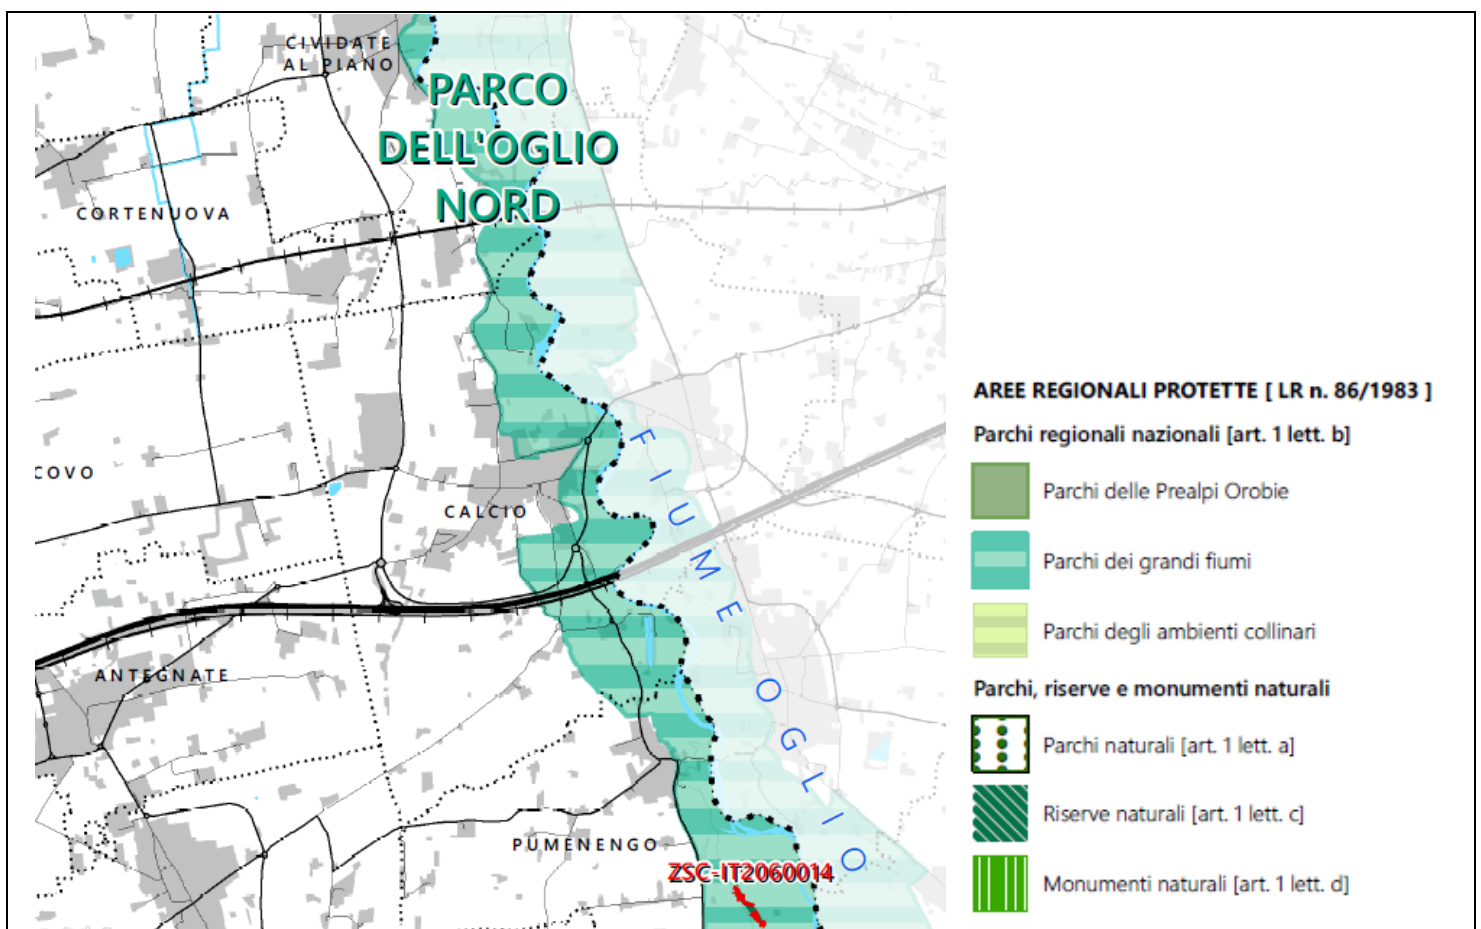 CIVIDATE
AL PIANO
PARCO
DELL'OGLIO
NORD
CORTENUOVA
COVO
CALCIO
FIUME OGLIO
ANTEGNATE
PUMENENGO
ZSC-IT2060014
AREE REGIONALI PROTETTE [ LR n. 86/1983 ]
Parchi regionali nazionali [art. 1 lett. b]
Parchi delle Prealpi Orobie
Parchi dei grandi fiumi
Parchi degli ambienti collinari
Parchi, riserve e monumenti naturali
Parchi naturali [art. 1 lett. a]
Riserve naturali [art. 1 lett. c]
Monumenti naturali [art. 1 lett. d]